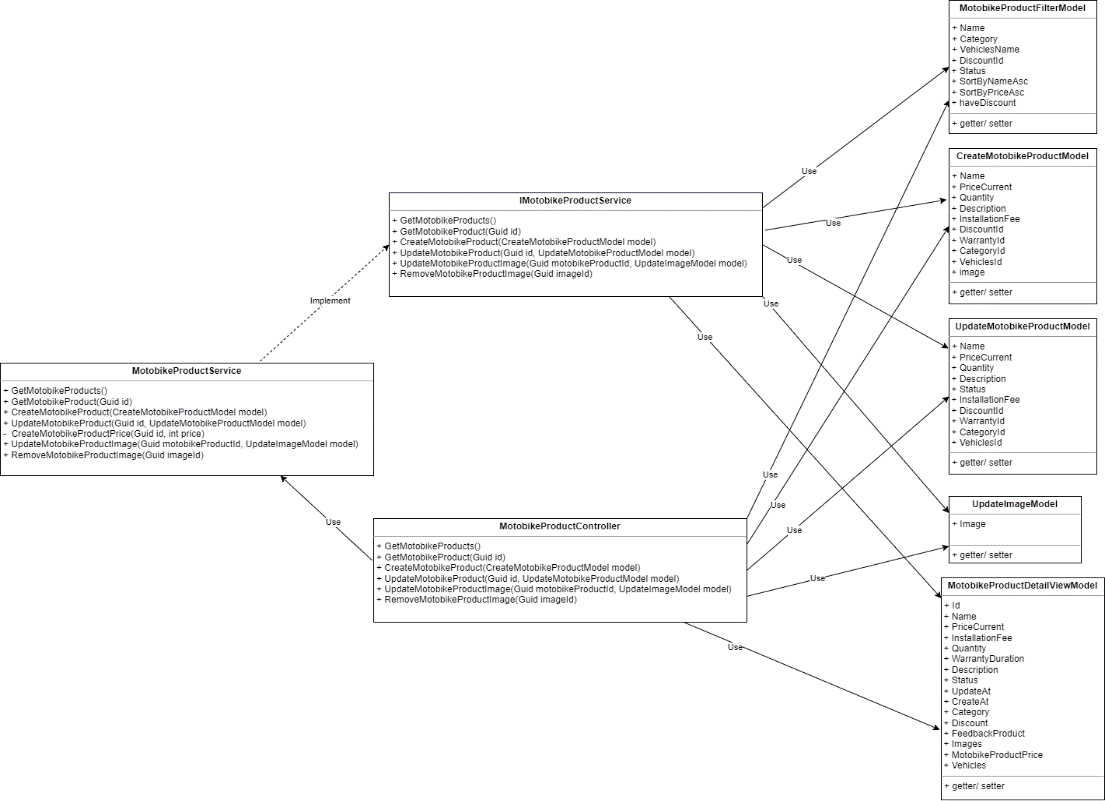 MotobikeProductFilterModel
+ Name
+ Category
+ VehiclesName
+ DiscountId
+ Status
+ SortByNameAsc
+ SortByPriceAsc
+ haveDiscount
+ getter/ setter
CreateMotobikeProductModel
+ Name
+ PriceCurrent
+ Quantity
+ Description
+ InstallationFee
+ DiscountId
+ WarrantyId
+ CategoryId
+ VehiclesId
+ image
+ getter/ setter
IMotobikeProductService
+ GetMotobikeProducts()
+ GetMotobikeProduct(Guid id)
+ CreateMotobikeProduct(CreateMotobikeProductModel model)
+ UpdateMotobikeProduct(Guid id, UpdateMotobikeProductModel model)
+ UpdateMotobikeProductImage(Guid motobikeProductId, UpdateImageModel model)
+ RemoveMotobikeProductImage(Guid imageId)
Use
Use
Use
Use
Use
Implement
UpdateMotobikeProductModel
+ Name
+ PriceCurrent
+ Quantity
+ Description
+ Status
+ InstallationFee
+ DiscountId
+ WarrantyId
+ CategoryId
+ VehiclesId
+ getter/ setter
MotobikeProductService
+ GetMotobikeProducts()
+ GetMotobikeProduct(Guid id)
+ CreateMotobikeProduct(CreateMotobikeProductModel model)
+ UpdateMotobikeProduct(Guid id, UpdateMotobikeProductModel model)
- CreateMotobikeProductPrice(Guid id, int price)
+ UpdateMotobikeProductImage(Guid motobikeProductId, UpdateImageModel model)
+ RemoveMotobikeProductImage(Guid imageId)
Use
MotobikeProductController
+ GetMotobikeProducts()
+ GetMotobikeProduct(Guid id)
+ CreateMotobikeProduct(CreateMotobikeProductModel model)
+ UpdateMotobikeProduct(Guid id, UpdateMotobikeProductModel model)
+ UpdateMotobikeProductImage(Guid motobikeProductId, UpdateImageModel model)
+ RemoveMotobikeProductImage(Guid imageId)
Use
Use
Use
Use
Use
UpdateImageModel
+ Image
+ getter/ setter
MotobikeProductDetailViewModel
+ Id
+ Name
+ PriceCurrent
+ InstallationFee
+ Quantity
+ WarrantyDuration
+ Description
+ Status
+ UpdateAt
+ CreateAt
+ Category
+ Discount
+ FeedbackProduct
+ Images
+ MotobikeProductPrice
+ Vehicles
+ getter/ setter